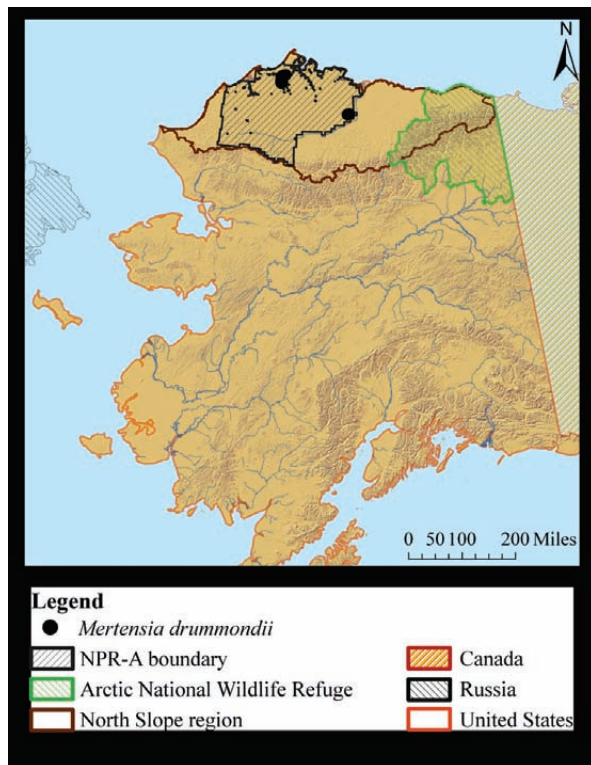 N
0 50 100 200 Miles
Legend
Mertensia drummondii
NPR-A boundary
Canada
Arctic National Wildlife Refuge
Russia
North Slope region
United States